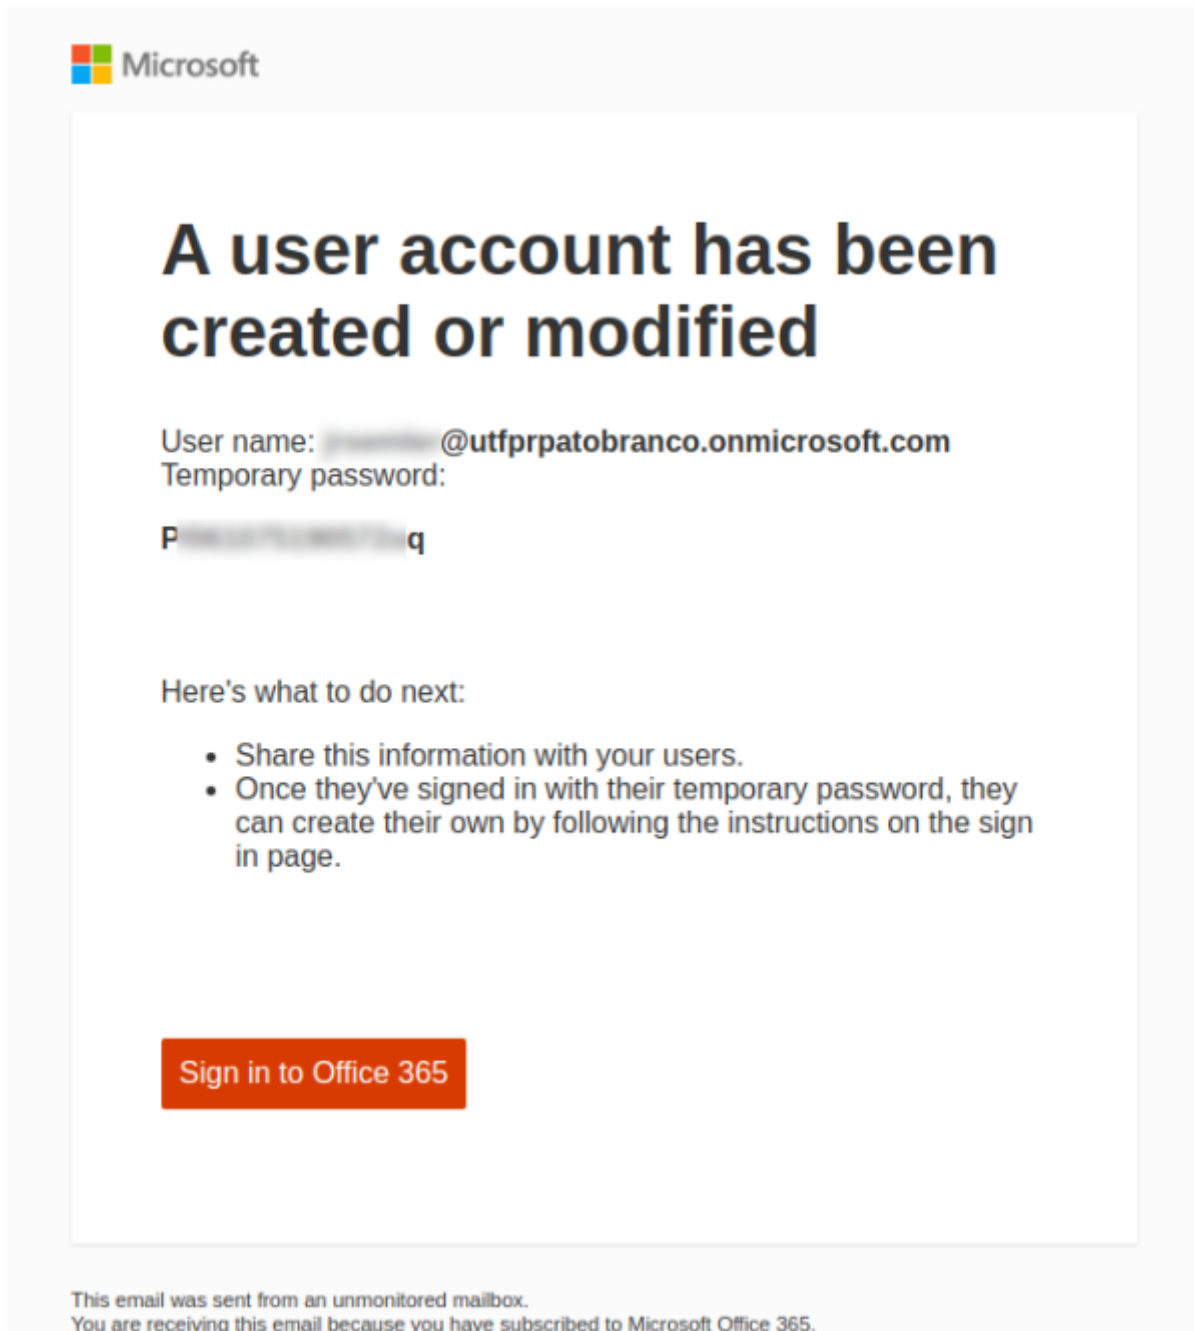 Microsoft
A user account has been
created or modified
User name: @utfprpatobranco.onmicrosoft.com
Temporary password:
P q
Here's what to do next:
• Share this information with your users.
• Once they've signed in with their temporary password, they
can create their own by following the instructions on the sign
in page.
Sign in to Office 365
This email was sent from an unmonitored mailbox.
You are receiving this email because you have subscribed to Microsoft Office 365.